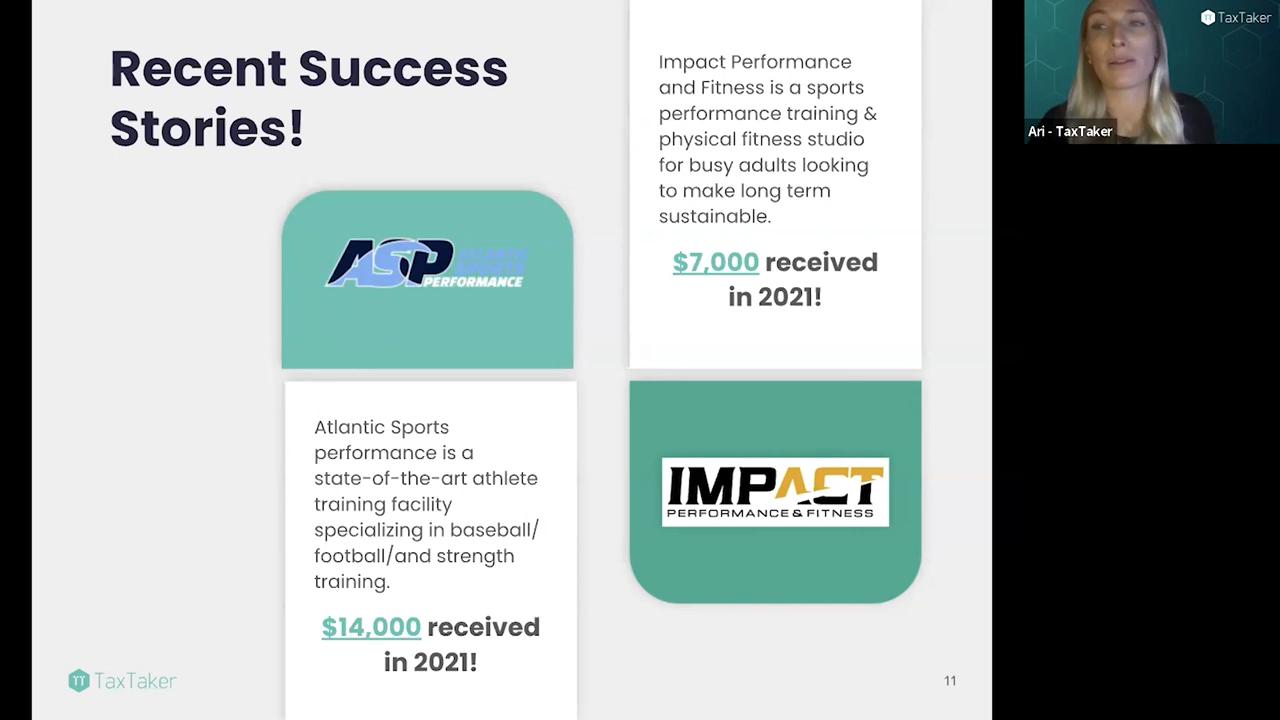 Recent Success
Stories!
ASP ATLANTIC
SPORTS
PERFORMANCE
Atlantic Sports
performance is a
state-of-the-art athlete
training facility
specializing in baseball/
football/and strength
training.
$14,000 received
in 2021!
Impact Performance
and Fitness is a sports
performance training &
physical fitness studio
for busy adults looking
to make long term
sustainable.
$7,000 received
in 2021!
IMPACT
PERFORMANCE & FITNESS
TT TaxTaker
11
TaxTaker
Ari - TaxTaker